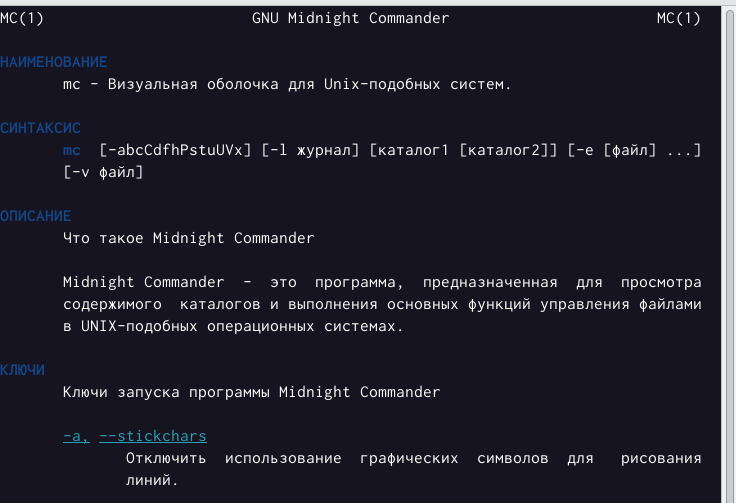 MC(1) GNU Midnight Commander MC(1)
НАИМЕНОВАНИЕ
mc - Визуальная оболочка для Unix-подобных систем.
СИНТАКСИС
mc [-abcCdfhPstuUVx] [-l журнал] [каталог1 [каталог2]] [-e [файл] ...]
[-v файл]
ОПИСАНИЕ
Что такое Midnight Commander
Midnight Commander - это программа, предназначенная для просмотра
содержимого каталогов и выполнения основных функций управления файлами
в UNIX-подобных операционных системах.
КЛЮЧИ
Ключи запуска программы Midnight Commander
-a, --stickchars
Отключить использование графических символов для рисования
линий.